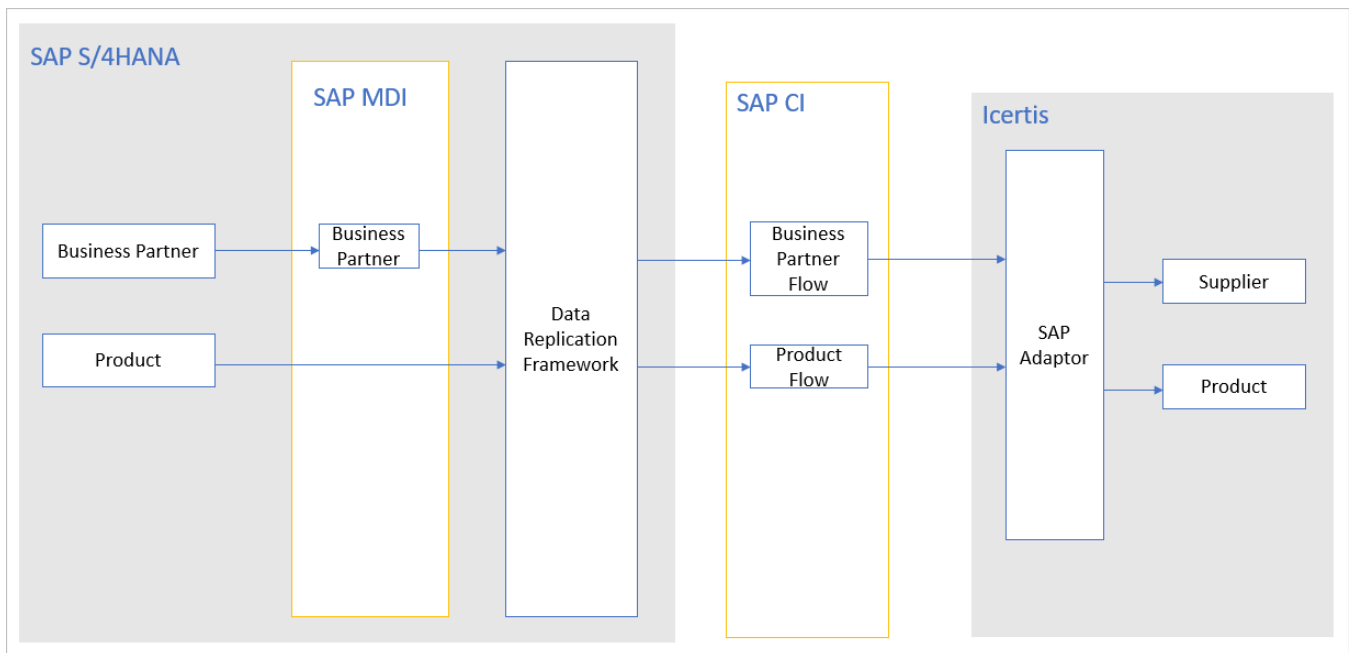 SAP S/4HANA
SAP MDI
SAP CI
Icertis
Business Partner
Business
Partner
Business
Partner
Flow
Supplier
Product
Data
Replication
Framework
Product
Flow
SAP
Adaptor
Product